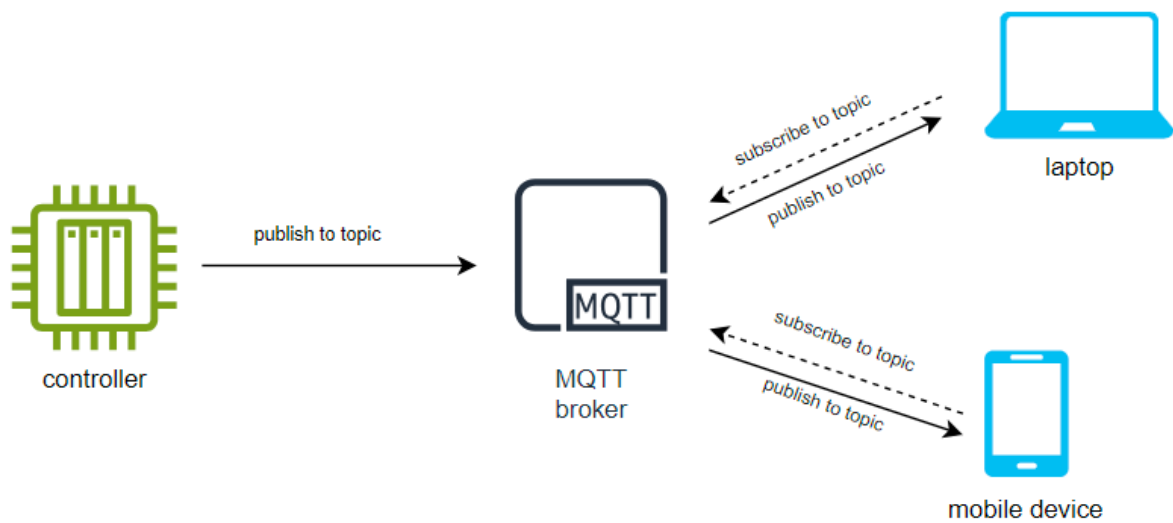 publish to topic
controller
MQTT
MQTT
broker
subscribe to topic
publish to topic
laptop
subscribe to topic
publish to topic
mobile device